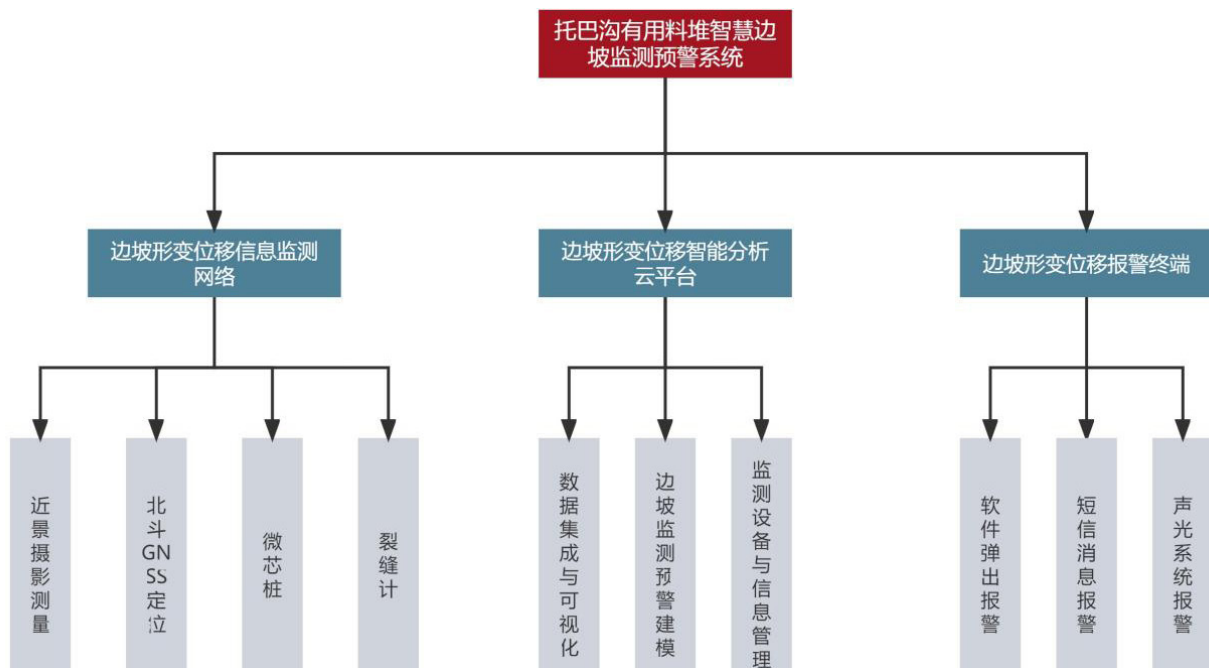 托巴沟有用料堆智慧边
坡监测预警系统
边坡形变位移信息监测
网络
边坡形变位移智能分析
云平台
边坡形变位移报警终端
近景摄影测量
北斗GNSS定位
微芯桩
裂缝计
数据集成与可视化
边坡监测预警建模
监测设备与信息管理
软件弹出报警
短信消息报警
声光系统报警